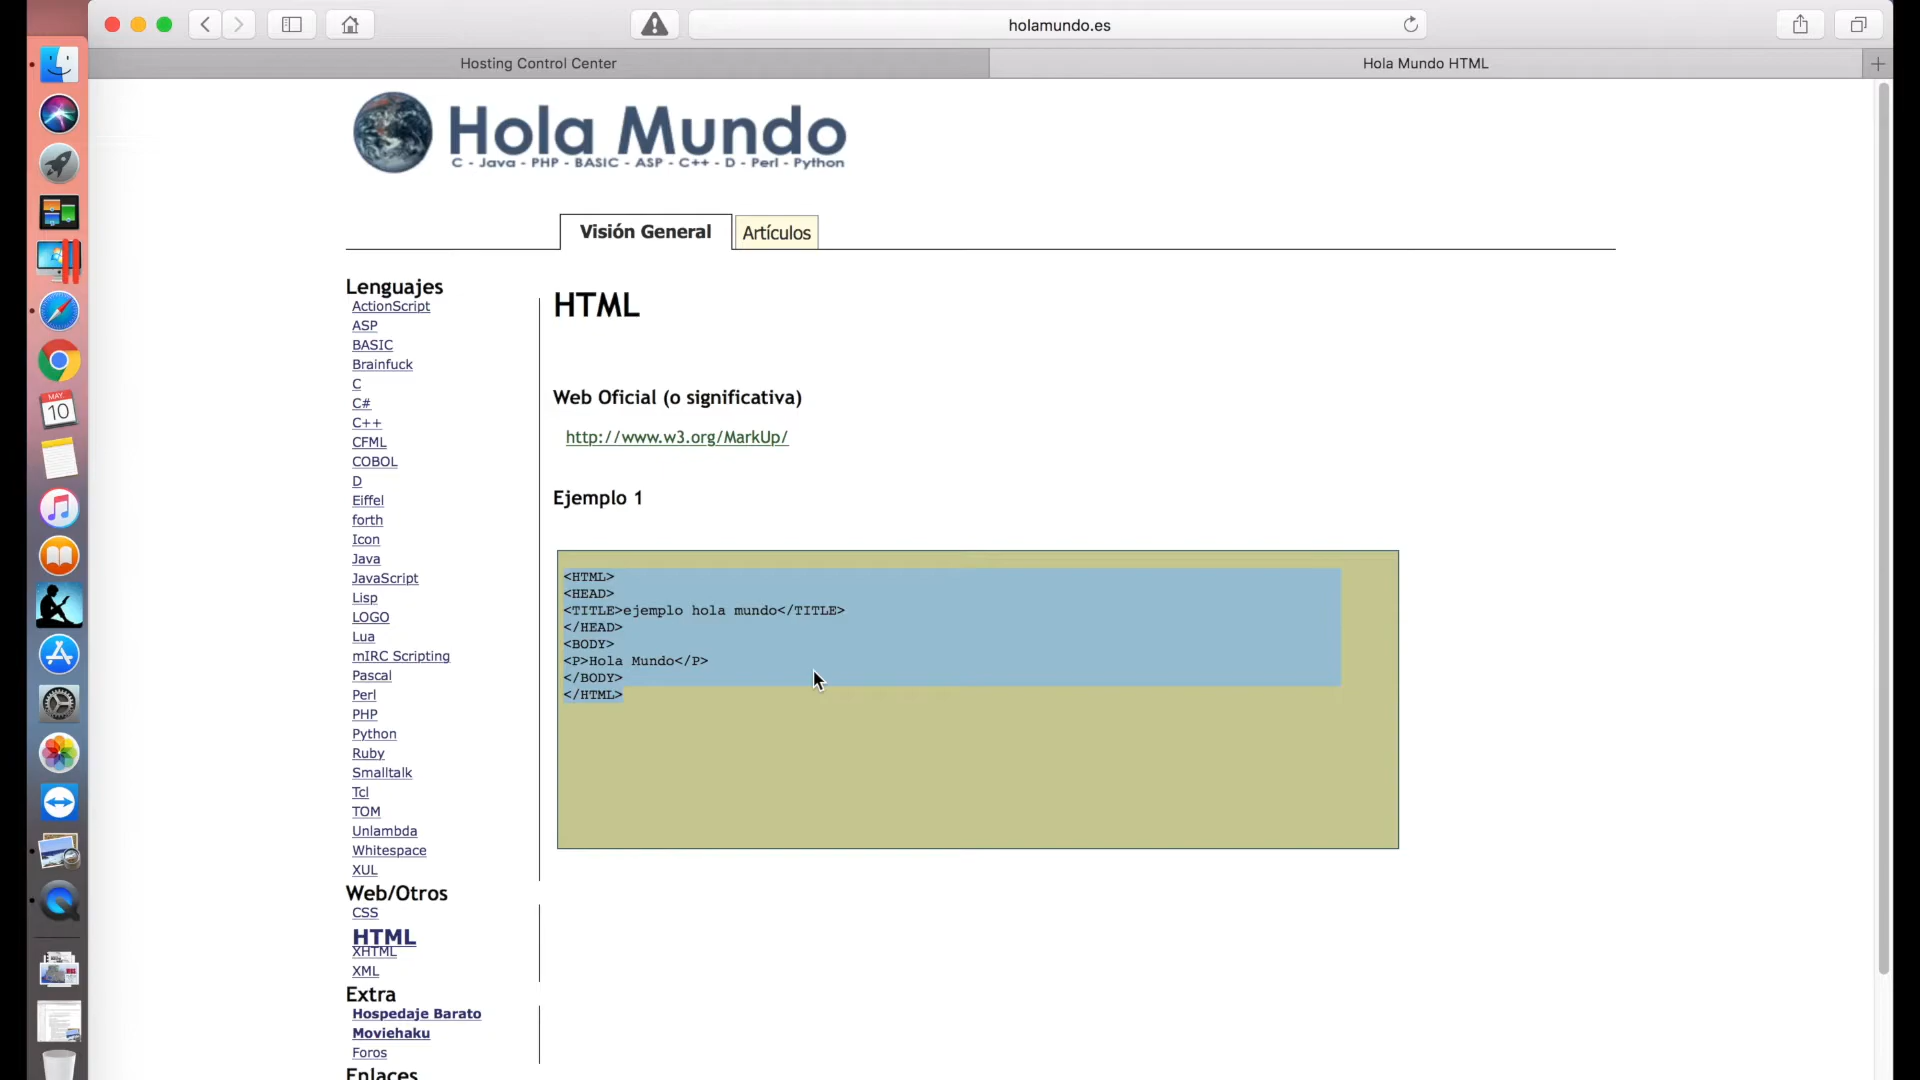 holamundo.es
Hosting Control Center
Hola Mundo HTML
Hola Mundo
C - Java - PHP - BASIC - ASP - C++ - D - Perl - Python
Visión General
Artículos
Lenguajes
ActionScript
ASP
BASIC
Brainfuck
C
C#
C++
CFML
COBOL
D
Eiffel
forth
Icon
Java
JavaScript
Lisp
LOGO
Lua
mIRC Scripting
Pascal
Perl
PHP
Python
Ruby
Smalltalk
Tcl
TOM
Unlambda
Whitespace
XUL
Web/Otros
CSS
HTML
XHTML
XML
Extra
Hospedaje Barato
Moviehaku
Foros
Enlaces
HTML
Web Oficial (o significativa)
http://www.w3.org/MarkUp/
Ejemplo 1
<HTML>
<HEAD>
<TITLE>ejemplo hola mundo</TITLE>
</HEAD>
<BODY>
<P>Hola Mundo</P>
</BODY>
</HTML>
MAY.
10